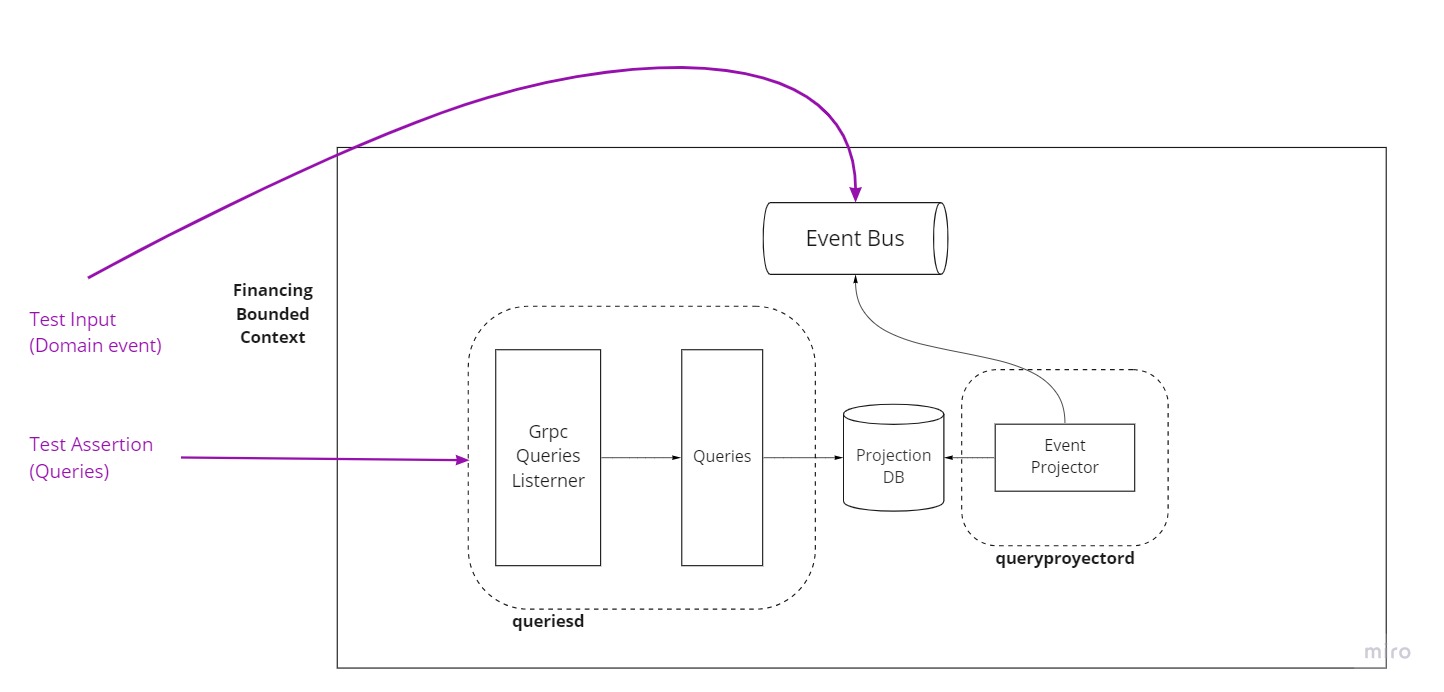 Event Bus
Financing
Bounded
Context
Test Input
(Domain event)
Grpc
Queries
Listerner
Queries
Projection
DB
Event
Projector
Test Assertion
(Queries)
queryproyectord
queriesd
miro